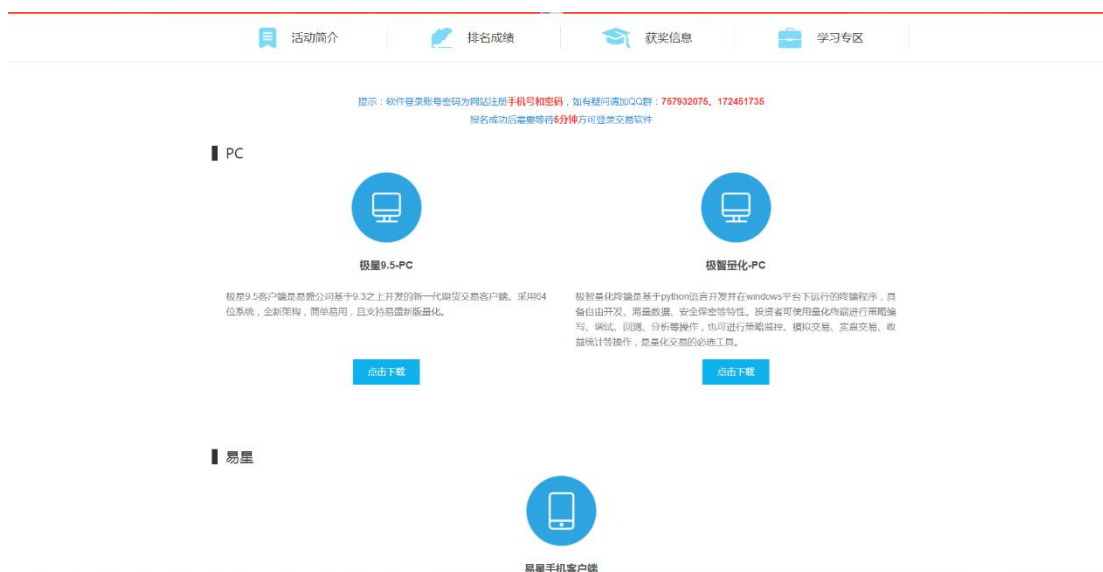 活动简介 排名成绩 获奖信息 学习专区
提示：软件登录账号密码为网站注册手机号和密码，如有疑问请加QQ群：757932075、172451735
报名成功后需要等待5分钟方可登录交易软件
PC
极星9.5-PC 极智量化-PC
极星9.5客户端是易盛公司基于9.3之上开发的新一代期货交易客户端。采用64
位系统，全新架构，简单易用，且支持易盛新版量化。
极智量化终端是基于python语言开发并在windows平台下运行的终端程序，具
备自由开发、海量数据、安全保密等特性。投资者可使用量化终端进行策略编
写、调试、回测、分析等操作，也可进行策略监控、模拟交易、实盘交易、收
益统计等操作，是量化交易的必选工具。
点击下载 点击下载
易星
易星手机客户端